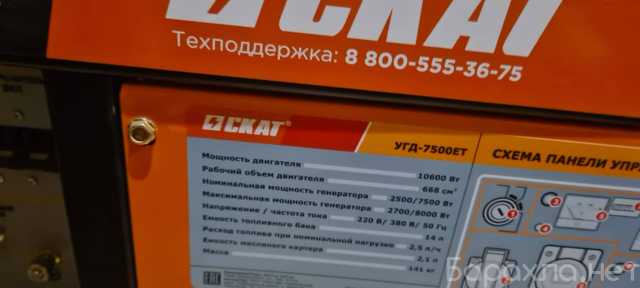 СКАТ
Техподдержка: 8 800-555-36-75
СКАТ®
УГД-7500ЕТ
СХЕМА ПАНЕЛИ УПР
Мощность двигателя 10600 Вт
Рабочий объем двигателя 668 см³
Номинальная мощность генератора 2500/7500 Вт
Максимальная мощность генератора 2700/8000 Вт
Напряжение / частота тока 220 В/ 380 В/ 50 Гц
Емкость топливного бака 14 л
Расход топлива при номинальной нагрузке 2,5 л/ч
Емкость масляного картера 2,1 л
Масса 141 кг
Барахла.нет